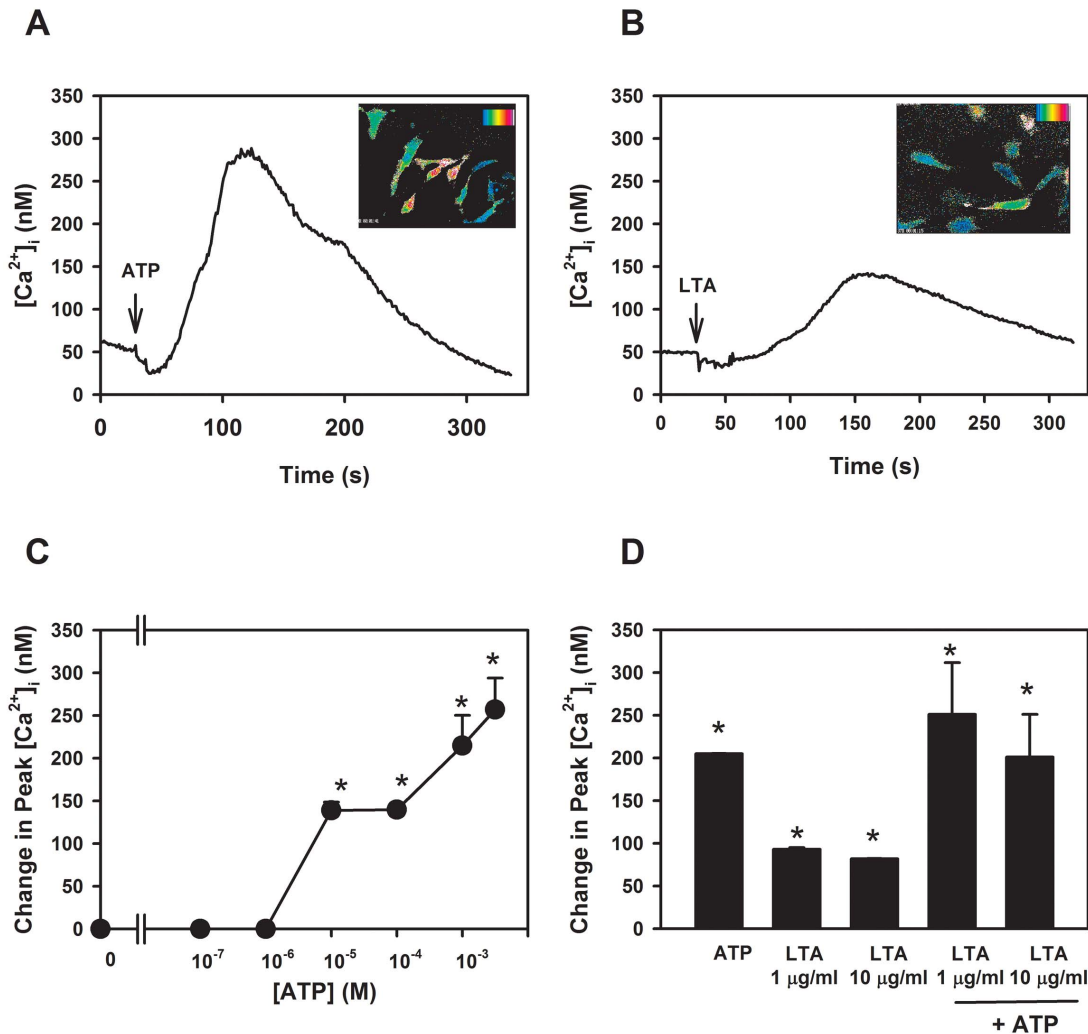 A
B
350
300
250
200
150
100
50
0
[Ca2+]i (nM)
ATP
0
100
200
300
Time (s)
350
300
250
200
150
100
50
0
[Ca2+]i (nM)
LTA
0
50
100
150
200
250
300
Time (s)
C
D
350
300
250
200
150
100
50
0
Change in Peak [Ca2+]i (nM)
*
*
*
*
0
10-7
10-6
10-5
10-4
10-3
[ATP] (M)
350
300
250
200
150
100
50
0
Change in Peak [Ca2+]i (nM)
*
*
*
*
*
ATP
LTA
1 μg/ml
LTA
10 μg/ml
LTA
1 μg/ml
LTA
10 μg/ml
+ ATP